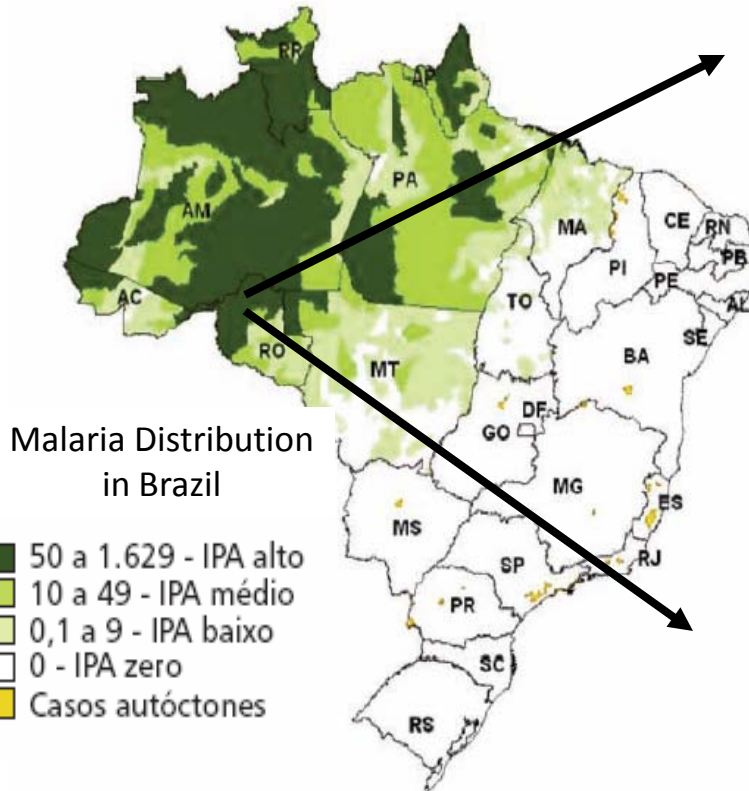 RR
AP
PA
AM
MA
CE
RN
PB
PI
PE
AL
AC
TO
SE
RO
BA
MT
DF
GO
Malaria Distribution
in Brazil
MG
ES
MS
50 a 1.629 - IPA alto
RJ
SP
10 a 49 - IPA médio
PR
0,1 a 9 - IPA baixo
0 - IPA zero
SC
Casos autóctones
RS